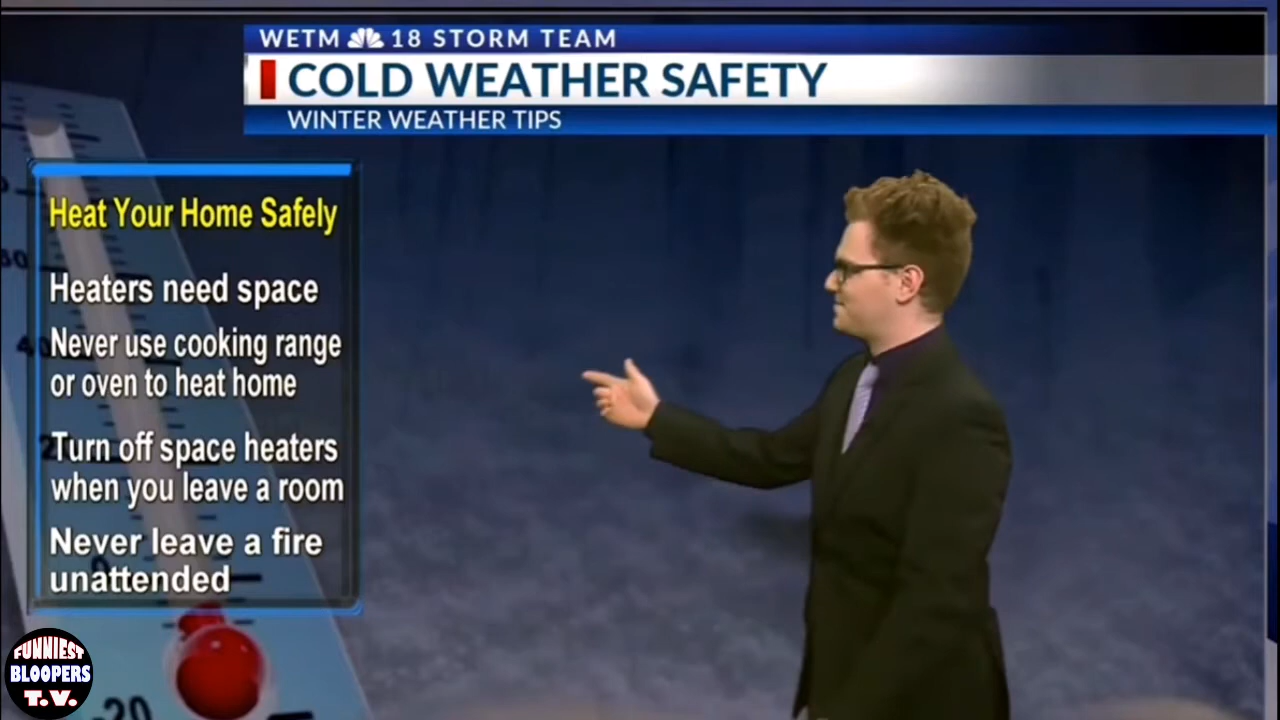 WETM 18 STORM TEAM
COLD WEATHER SAFETY
WINTER WEATHER TIPS
Heat Your Home Safely
Heaters need space
Never use cooking range
or oven to heat home
Turn off space heaters
when you leave a room
Never leave a fire
unattended
-20
FUNNIEST
BLOOPERS
T.V.